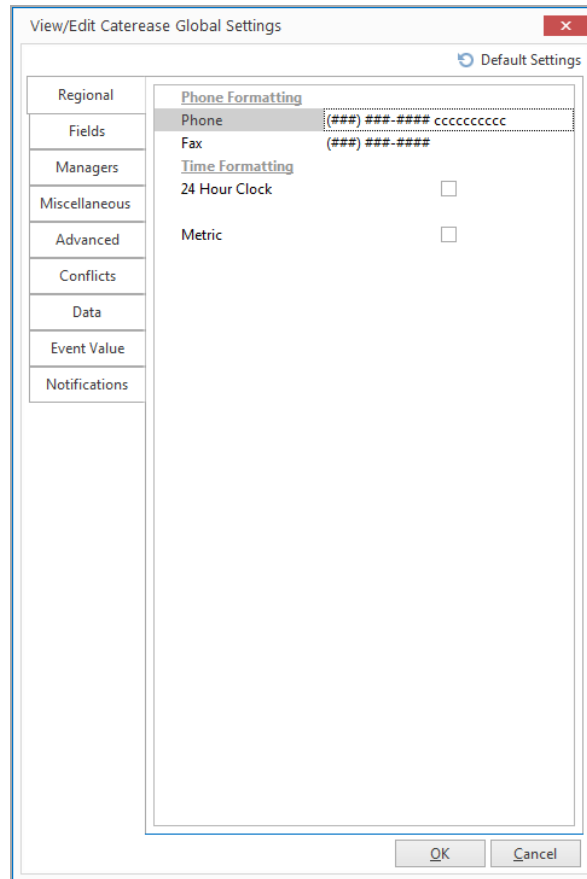 View/Edit Caterease Global Settings
Default Settings
Regional
Fields
Managers
Miscellaneous
Advanced
Conflicts
Data
Event Value
Notifications
Phone Formatting
Phone (###) ###-#### cccccccccc
Fax (###) ###-####
Time Formatting
24 Hour Clock
Metric
OK Cancel